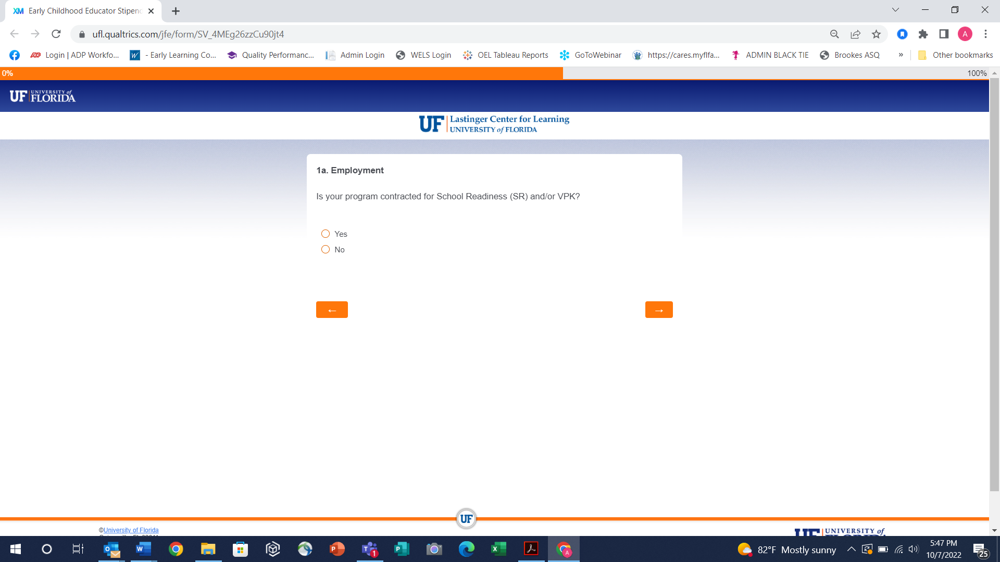 XM Early Childhood Educator Stipend
ufl.qualtrics.com/jfe/form/SV_4MEg26zzCu90jt4
A
Login | ADP Workfo...
- Early Learning Co...
Quality Performanc...
Admin Login
WELS Login
OEL Tableau Reports
GoToWebinar
https://cares.myflfa...
ADMIN BLACK TIE
Brookes ASQ
»
Other bookmarks
0%
100%
UF UNIVERSITY of
FLORIDA
UF Lastinger Center for Learning
UNIVERSITY of FLORIDA
1a. Employment
Is your program contracted for School Readiness (SR) and/or VPK?
Yes
No
←
→
UF
©University of Florida
UF UNIVERSITY of
FLORIDA
82°F Mostly sunny
5:47 PM
10/7/2022
25